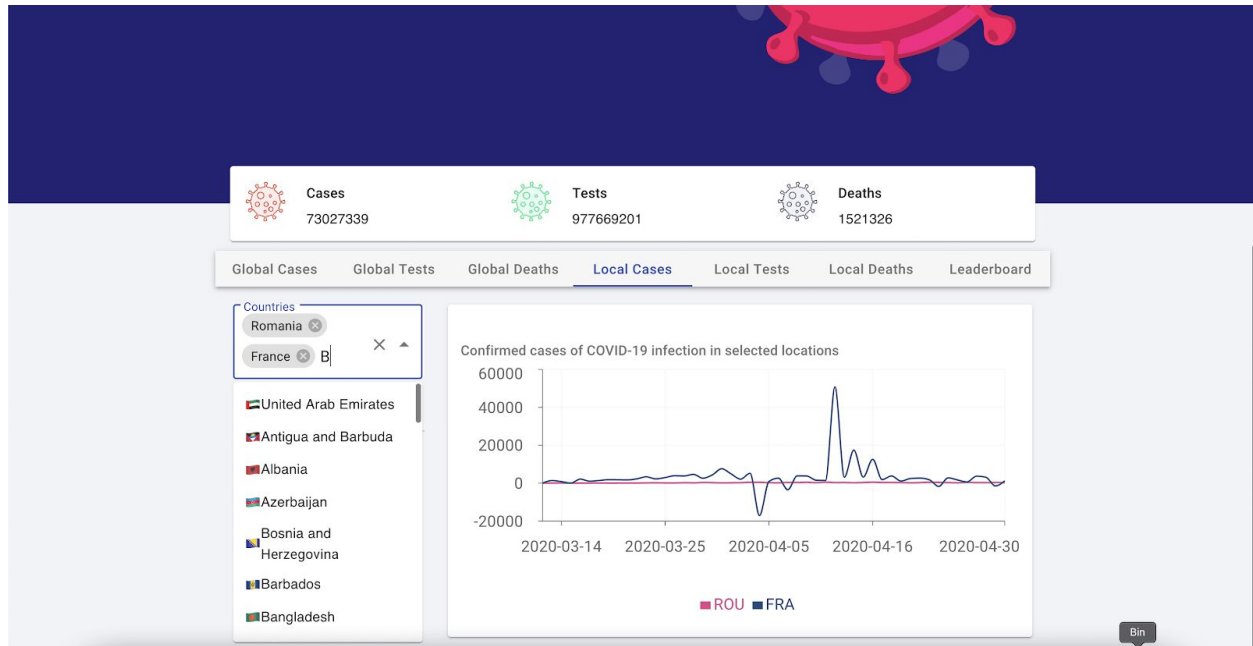 Cases
73027339
Tests
977669201
Deaths
1521326
Global Cases Global Tests Global Deaths Local Cases Local Tests Local Deaths Leaderboard
Countries
Romania
France B
United Arab Emirates
Antigua and Barbuda
Albania
Azerbaijan
Bosnia and
Herzegovina
Barbados
Bangladesh
Confirmed cases of COVID-19 infection in selected locations
60000
40000
20000
0
-20000
2020-03-14 2020-03-25 2020-04-05 2020-04-16 2020-04-30
ROU FRA
Bin